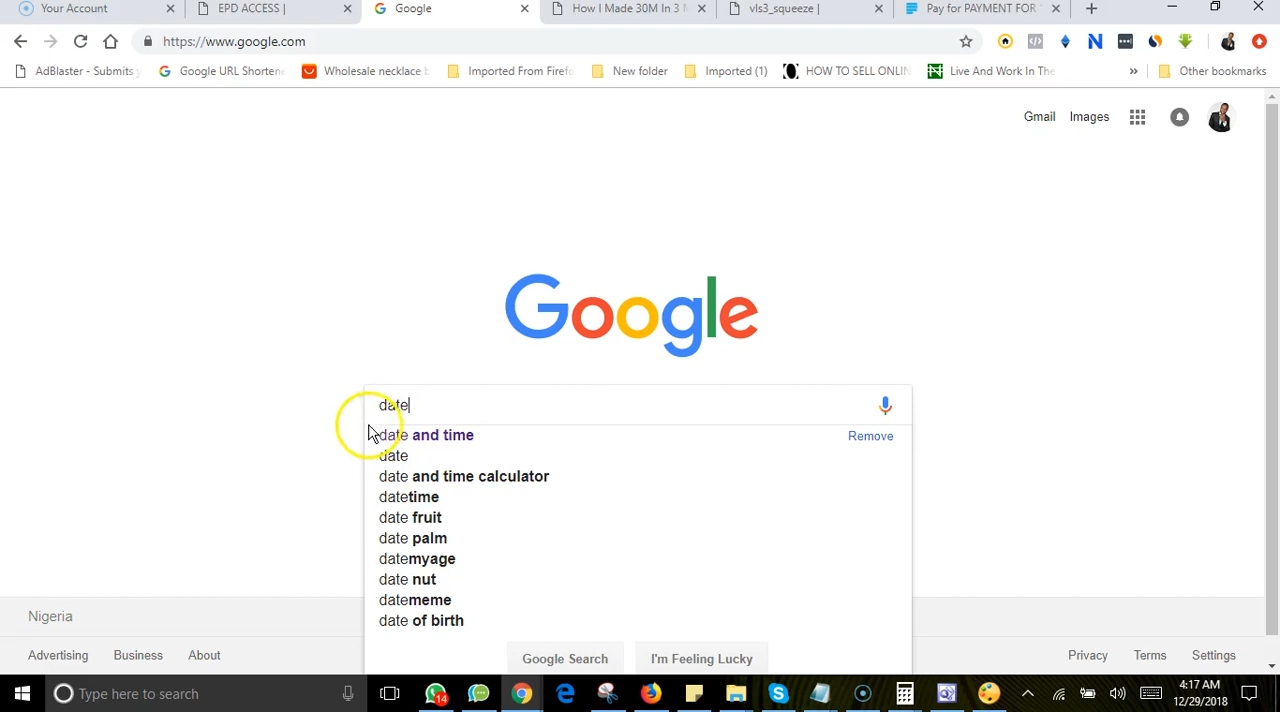 Your Account
EPD ACCESS |
Google
How I Made 30M In 3 M
vls3_squeeze |
Pay for PAYMENT FOR
https://www.google.com
AdBlaster - Submits y
Google URL Shortene
Wholesale necklace b
Imported From Firefo
New folder
Imported (1)
HOW TO SELL ONLIN
Live And Work In The
Other bookmarks
Gmail
Images
Google
date
date and time
Remove
date
date and time calculator
datetime
date fruit
date palm
datemyage
date nut
datememe
date of birth
Google Search
I'm Feeling Lucky
Nigeria
Advertising
Business
About
Privacy
Terms
Settings
Type here to search
14
4:17 AM
12/29/2018